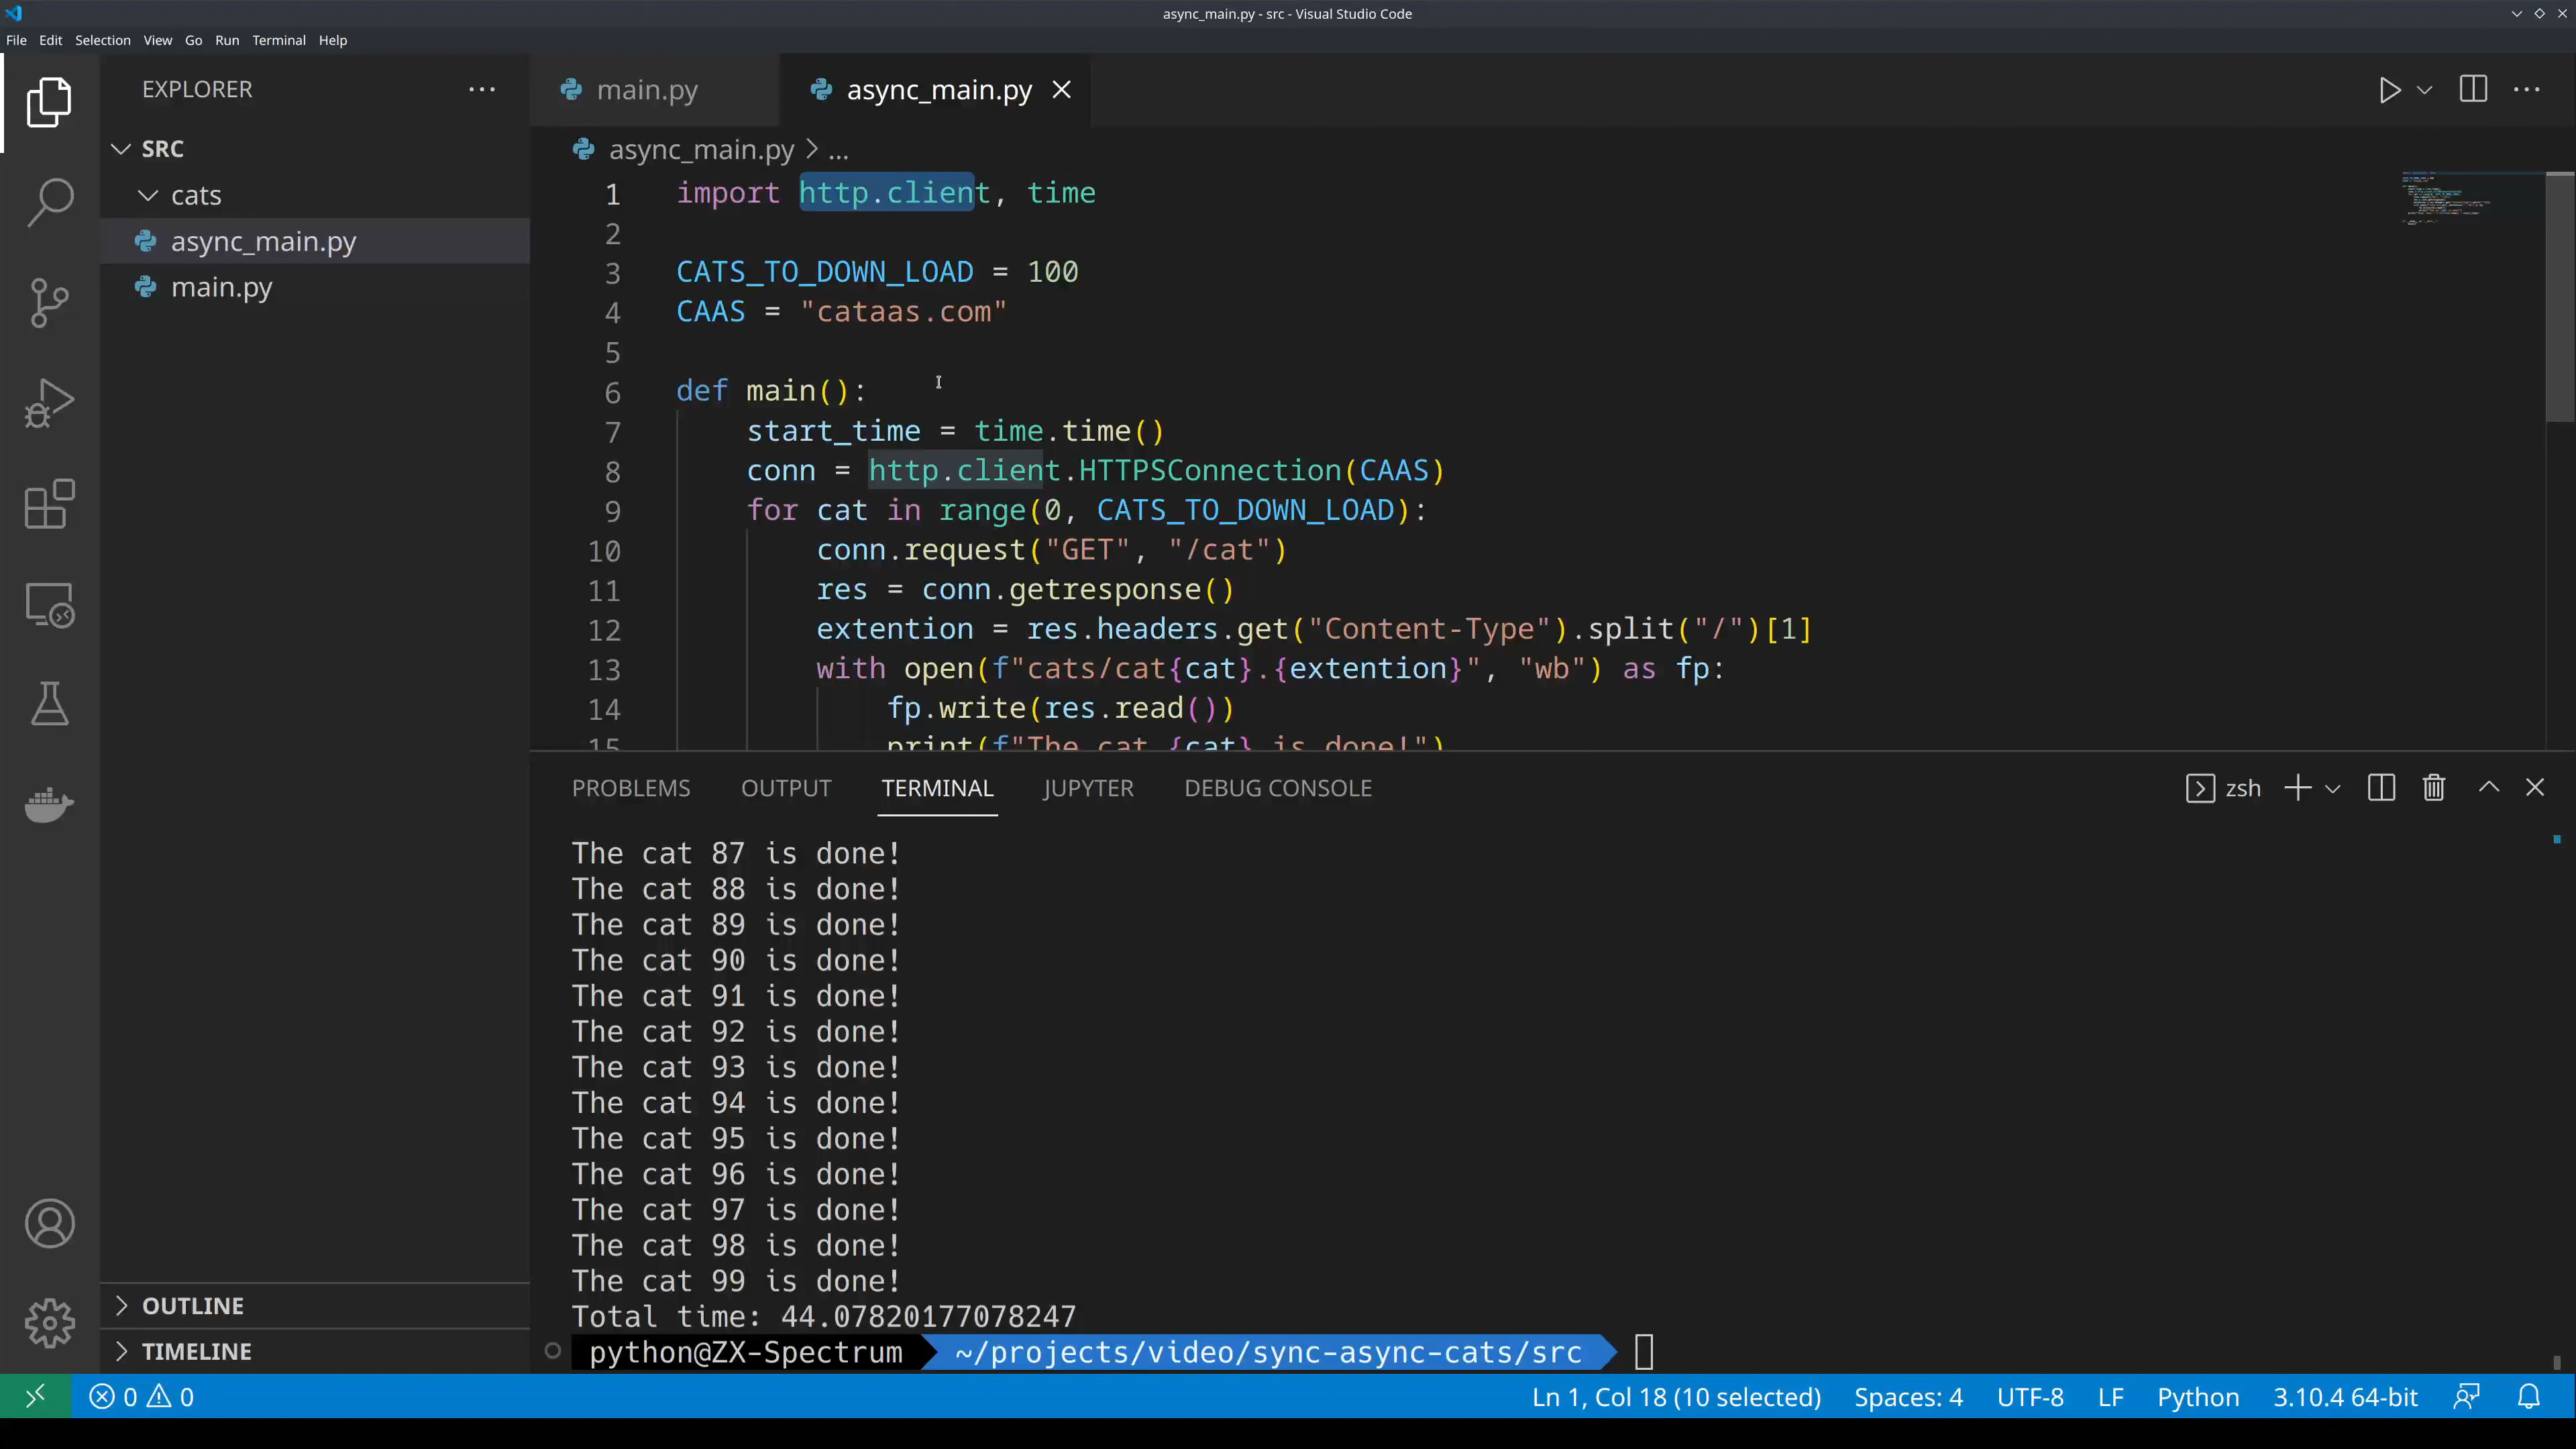 async_main.py - src - Visual Studio Code
File Edit Selection View Go Run Terminal Help
EXPLORER
SRC
cats
async_main.py
main.py
OUTLINE
TIMELINE
main.py async_main.py
async_main.py > ...
1 import http.client, time
2
3 CATS_TO_DOWN_LOAD = 100
4 CAAS = "cataas.com"
5
6 def main():
7 start_time = time.time()
8 conn = http.client.HTTPSConnection(CAAS)
9 for cat in range(0, CATS_TO_DOWN_LOAD):
10 conn.request("GET", "/cat")
11 res = conn.getresponse()
12 extention = res.headers.get("Content-Type").split("/")[1]
13 with open(f"cats/cat{cat}.{extention}", "wb") as fp:
14 fp.write(res.read())
15 print(f"The cat {cat} is done!")
PROBLEMS OUTPUT TERMINAL JUPYTER DEBUG CONSOLE zsh
The cat 87 is done!
The cat 88 is done!
The cat 89 is done!
The cat 90 is done!
The cat 91 is done!
The cat 92 is done!
The cat 93 is done!
The cat 94 is done!
The cat 95 is done!
The cat 96 is done!
The cat 97 is done!
The cat 98 is done!
The cat 99 is done!
Total time: 44.07820177078247
python@ZX-Spectrum ~/projects/video/sync-async-cats/src
0 0 Ln 1, Col 18 (10 selected) Spaces: 4 UTF-8 LF Python 3.10.4 64-bit